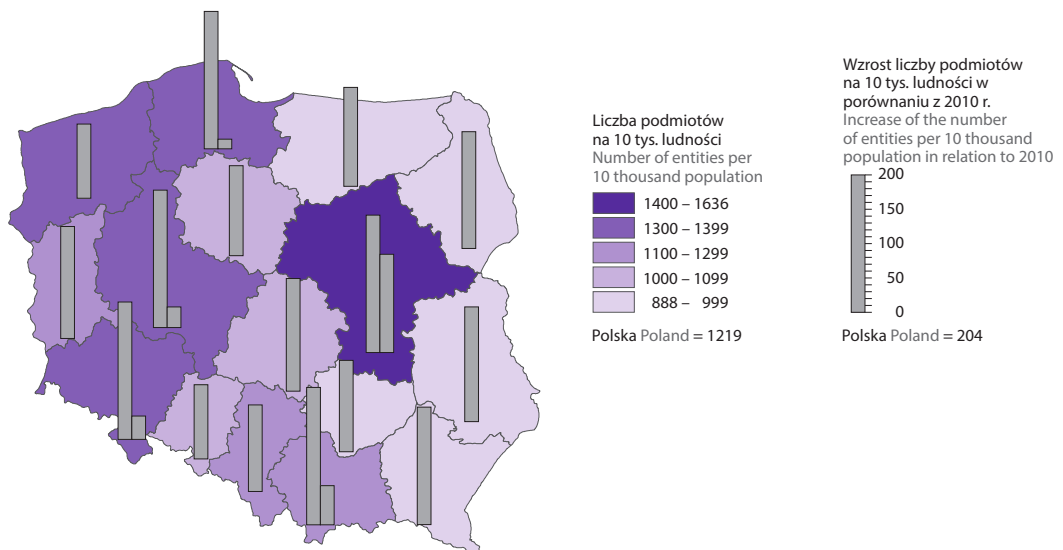 Liczba podmiotów
na 10 tys. ludności
Number of entities per
10 thousand population
1400 – 1636
1300 – 1399
1100 – 1299
1000 – 1099
888 – 999
Polska Poland = 1219
Wzrost liczby podmiotów
na 10 tys. ludności w
porównaniu z 2010 r.
Increase of the number
of entities per 10 thousand
population in relation to 2010
200
150
100
50
0
Polska Poland = 204